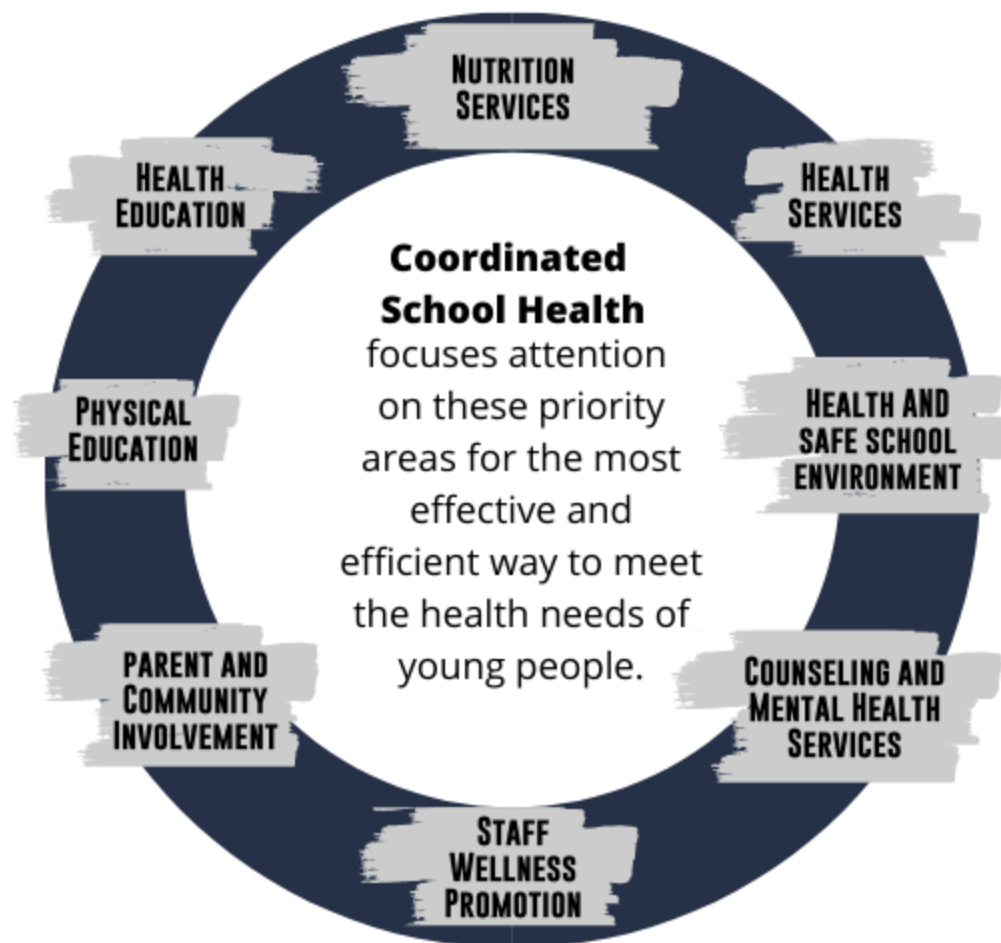 Nutrition
Services
Health
Services
Health and
safe school
environment
Counseling and
Mental Health
Services
Staff
Wellness
Promotion
parent and
Community
Involvement
Physical
Education
Health
Education
Coordinated
School Health
focuses attention
on these priority
areas for the most
effective and
efficient way to meet
the health needs of
young people.